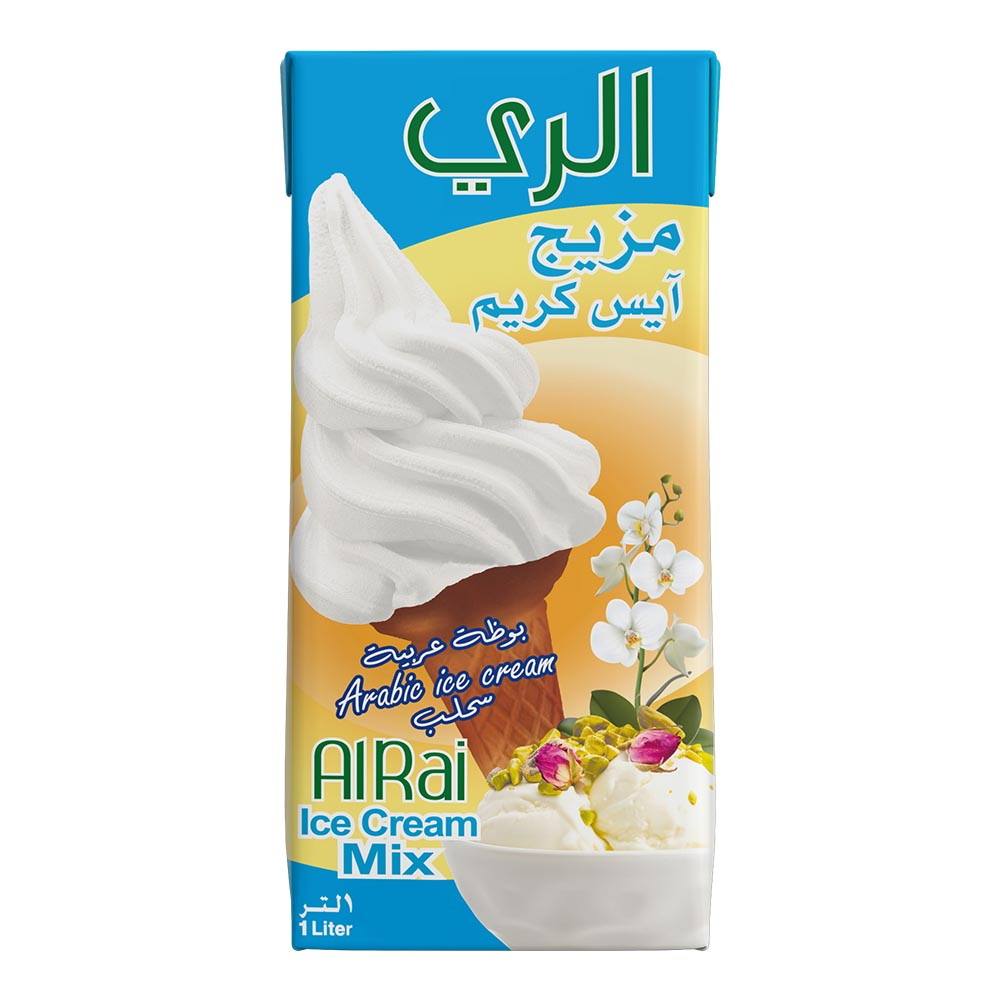 الري
مزيج
آيس كريم
بوظة عربية
Arabic ice cream
سحلب
AlRai
Ice Cream
Mix
١ لتر
1 Liter